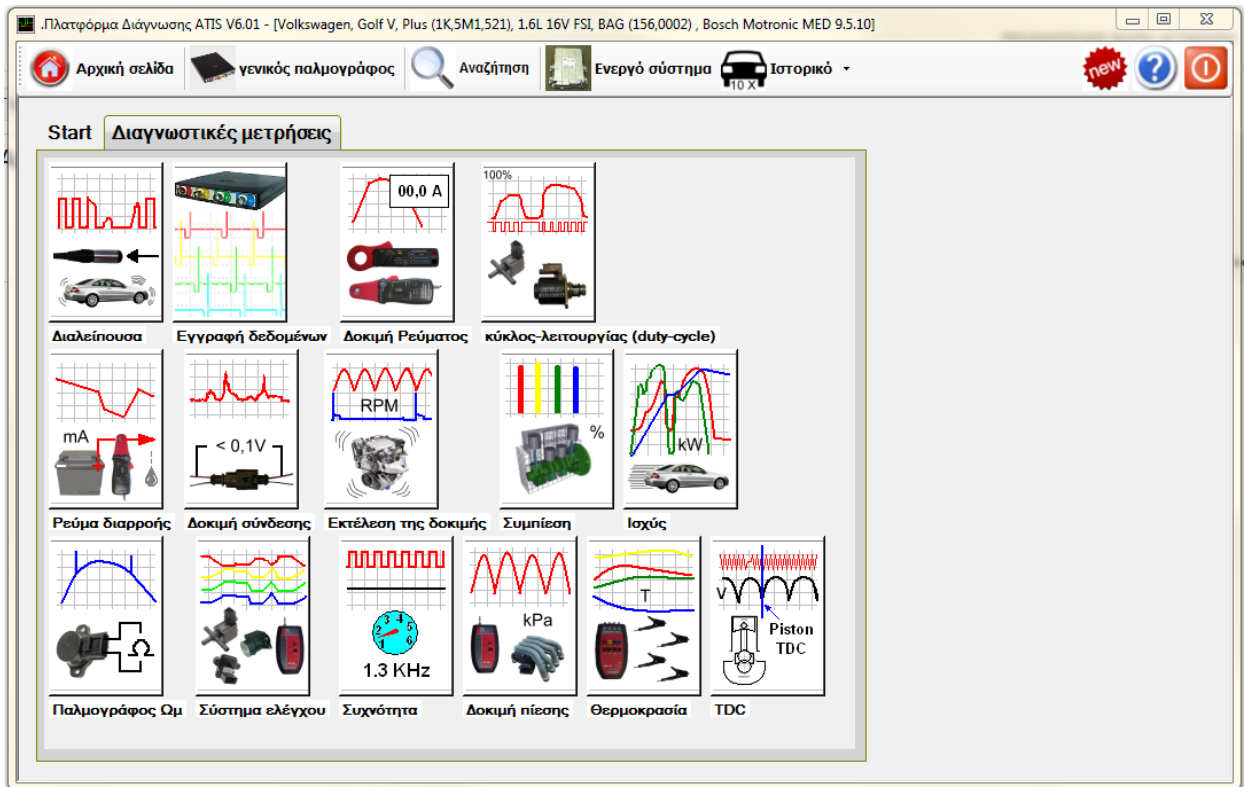 .Πλατφόρμα Διάγνωσης ATIS V6.01 - [Volkswagen, Golf V, Plus (1K,5M1,521), 1.6L 16V FSI, BAG (156,0002) , Bosch Motronic MED 9.5.10]
Αρχική σελίδα γενικός παλμογράφος Αναζήτηση Ενεργό σύστημα 10 X Ιστορικό new ?
Start Διαγνωστικές μετρήσεις
00,0 A 100%
Διαλείπουσα Εγγραφή δεδομένων Δοκιμή Ρεύματος κύκλος-λειτουργίας (duty-cycle)
mA < 0,1V RPM % kW
Ρεύμα διαρροής Δοκιμή σύνδεσης Εκτέλεση της δοκιμής Συμπίεση Ισχύς
Ω 1 2 3 4 5 6 1.3 KHz kPa T V Piston TDC
Παλμογράφος Ωμ Σύστημα ελέγχου Συχνότητα Δοκιμή πίεσης Θερμοκρασία TDC